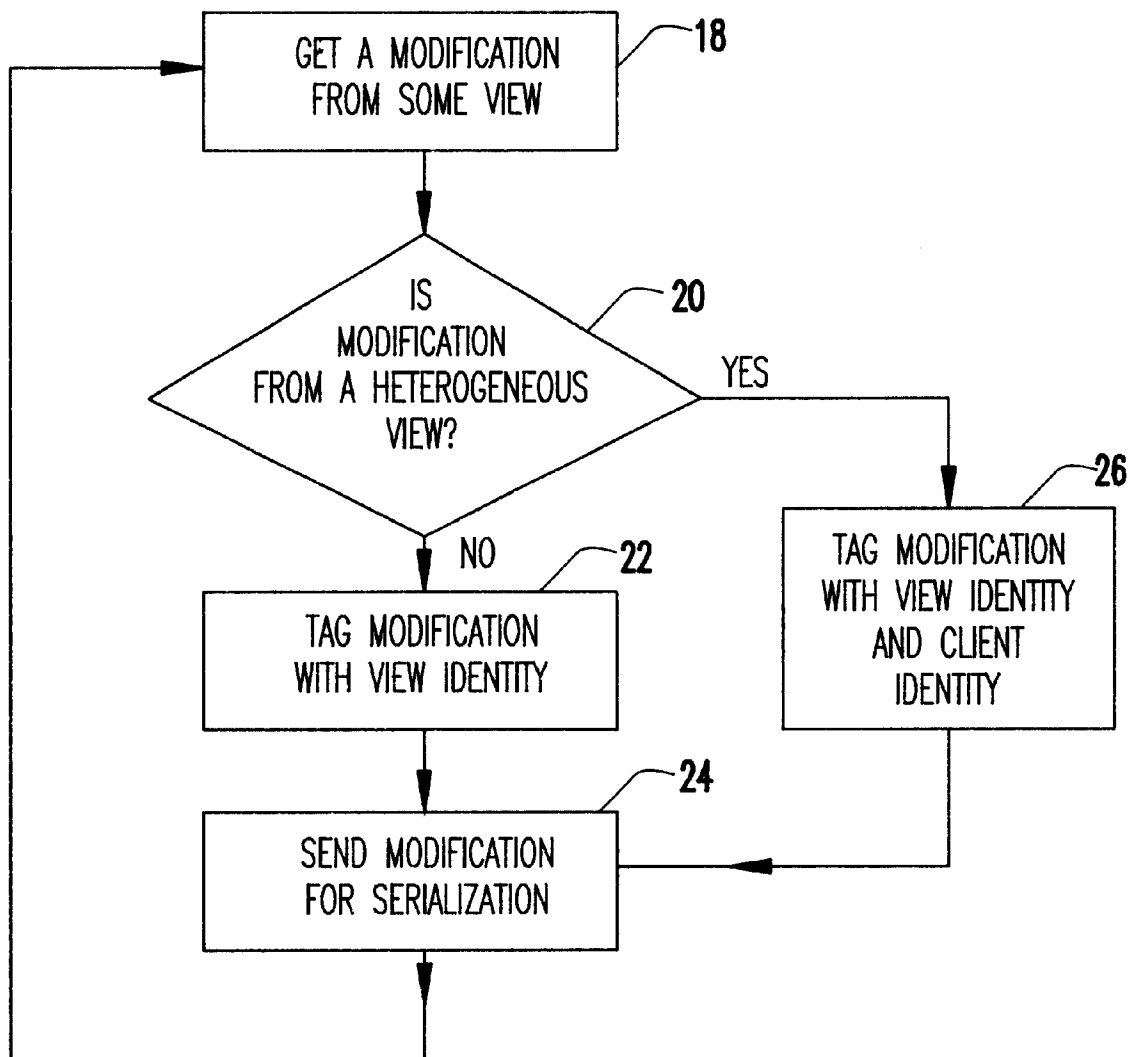 GET A MODIFICATION
FROM SOME VIEW
18
IS
MODIFICATION
FROM A HETEROGENEOUS
VIEW?
20
YES
NO
22
TAG MODIFICATION
WITH VIEW IDENTITY
26
TAG MODIFICATION
WITH VIEW IDENTITY
AND CLIENT
IDENTITY
24
SEND MODIFICATION
FOR SERIALIZATION